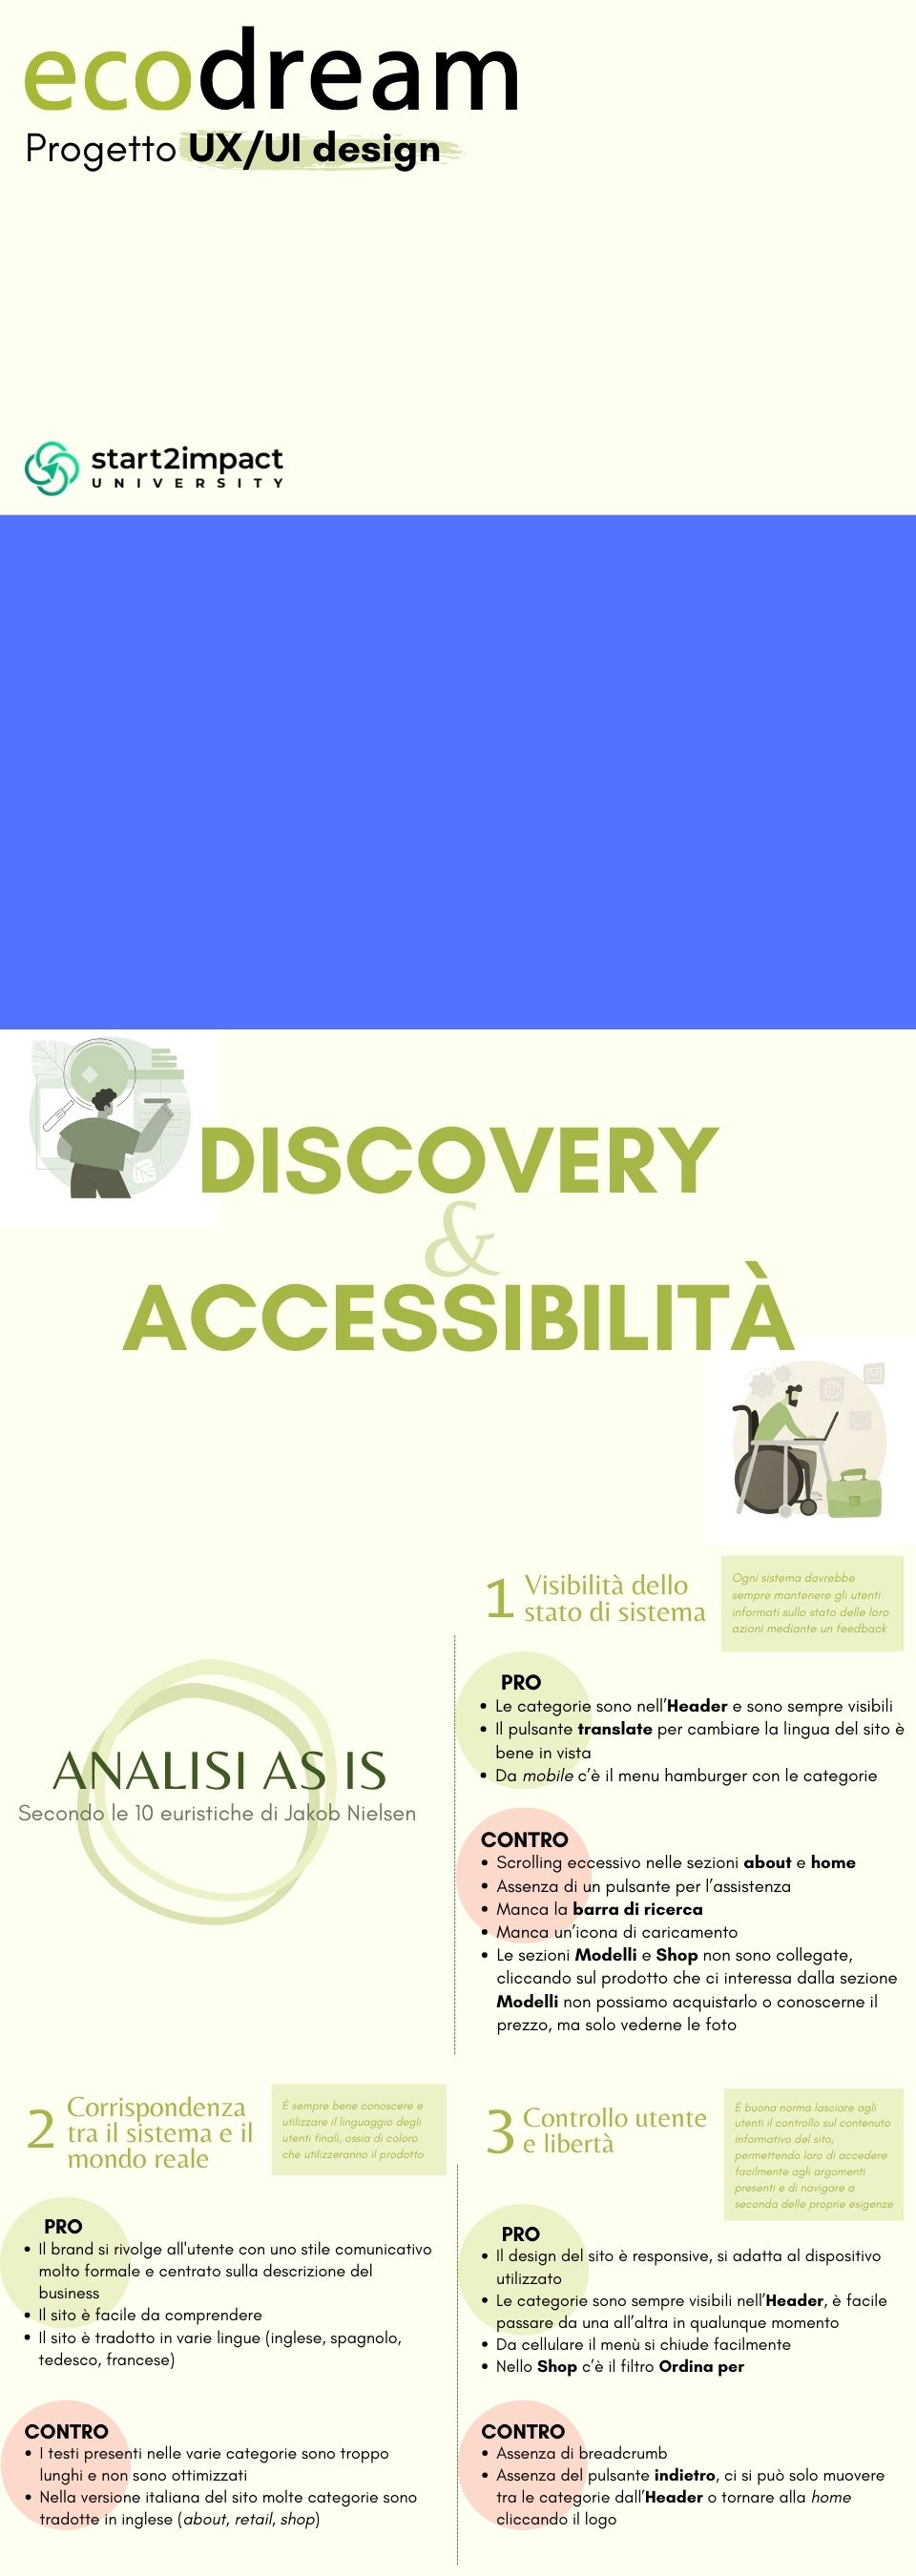 ecodream
Progetto UX/UI design
start2impact
UNIVERSITY
DISCOVERY
&
ACCESSIBILITÀ
ANALISI AS IS
Secondo le 10 euristiche di Jakob Nielsen
1 Visibilità dello
stato di sistema
Ogni sistema dovrebbe
sempre mantenere gli utenti
informati sullo stato delle loro
azioni mediante un feedback
PRO
• Le categorie sono nell'Header e sono sempre visibili
• Il pulsante translate per cambiare la lingua del sito è
bene in vista
• Da mobile c'è il menu hamburger con le categorie
CONTRO
• Scrolling eccessivo nelle sezioni about e home
• Assenza di un pulsante per l'assistenza
• Manca la barra di ricerca
• Manca un'icona di caricamento
• Le sezioni Modelli e Shop non sono collegate,
cliccando sul prodotto che ci interessa dalla sezione
Modelli non possiamo acquistarlo o conoscerne il
prezzo, ma solo vederne le foto
2 Corrispondenza
tra il sistema e il
mondo reale
È sempre bene conoscere e
utilizzare il linguaggio degli
utenti finali, ossia di coloro
che utilizzeranno il prodotto
PRO
• Il brand si rivolge all'utente con uno stile comunicativo
molto formale e centrato sulla descrizione del
business
• Il sito è facile da comprendere
• Il sito è tradotto in varie lingue (inglese, spagnolo,
tedesco, francese)
CONTRO
• I testi presenti nelle varie categorie sono troppo
lunghi e non sono ottimizzati
• Nella versione italiana del sito molte categorie sono
tradotte in inglese (about, retail, shop)
3 Controllo utente
e libertà
È buona norma lasciare agli
utenti il controllo sul contenuto
informativo del sito,
permettendo loro di accedere
facilmente agli argomenti
presenti e di navigare a
seconda delle proprie esigenze
PRO
• Il design del sito è responsive, si adatta al dispositivo
utilizzato
• Le categorie sono sempre visibili nell'Header, è facile
passare da una all'altra in qualunque momento
• Da cellulare il menù si chiude facilmente
• Nello Shop c'è il filtro Ordina per
CONTRO
• Assenza di breadcrumb
• Assenza del pulsante indietro, ci si può solo muovere
tra le categorie dall'Header o tornare alla home
cliccando il logo